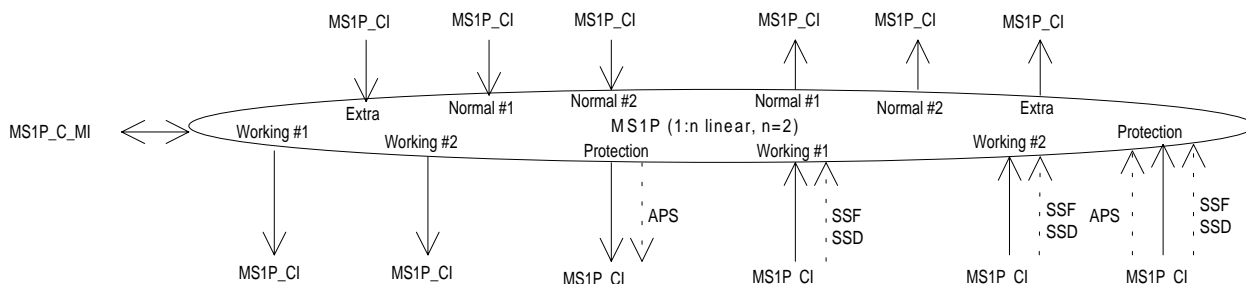 MS1P_CI MS1P_CI MS1P_CI MS1P_CI MS1P_CI MS1P_CI
Extra Normal #1 Normal #2 Normal #1 Normal #2 Extra
MS1P_C_MI
MS1P (1:n linear, n=2)
Working #1 Working #2 Protection Working #1 Working #2 Protection
APS SSF SSF APS SSF
SSD SSD SSD
MS1P_CI MS1P_CI MS1P_CI MS1P_CI MS1P_CI MS1P_CI